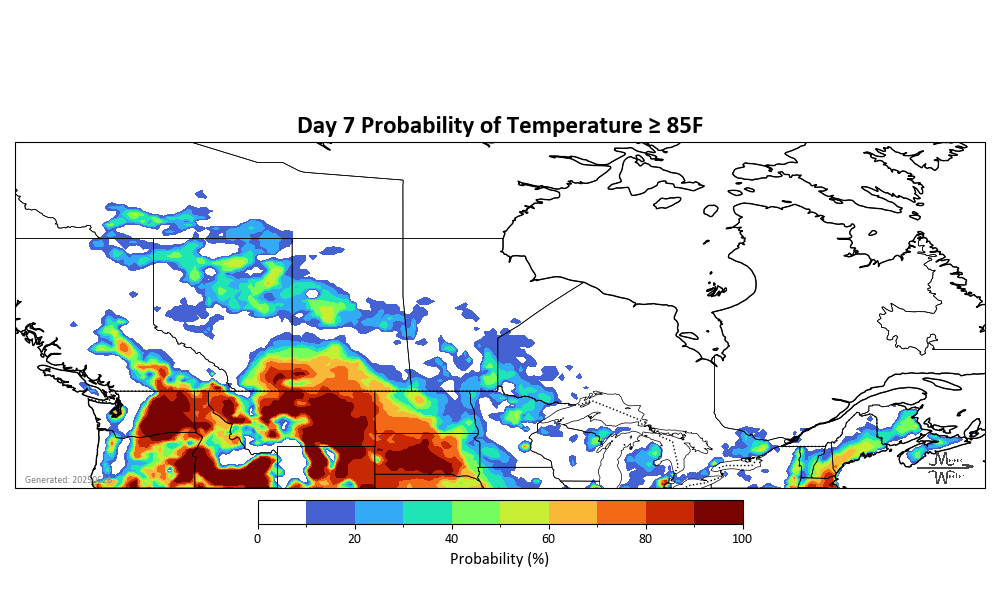 Day 7 Probability of Temperature ≥ 85F
Generated:
0 20 40 60 80 100
Probability (%)